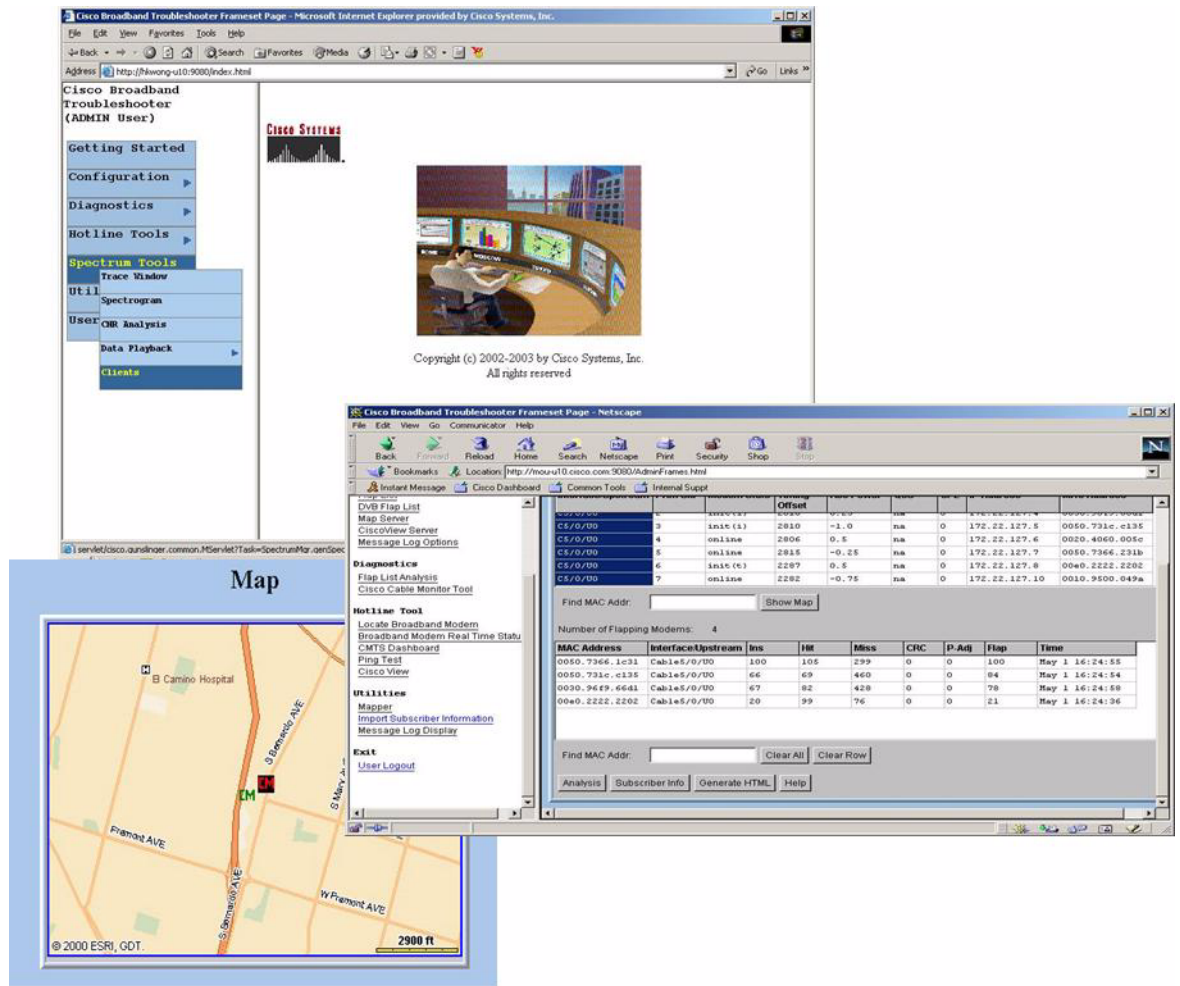 Cisco Broadband Troubleshooter Frameset Page - Microsoft Internet Explorer provided by Cisco Systems, Inc.
File Edit View Favorites Tools Help
Back Search Favorites Media
Address http://hkwong-u10:9080/index.html Go Links »
Cisco Broadband
Troubleshooter
(ADMIN User)
Getting Started
Configuration
Diagnostics
Hotline Tools
Spectrum Tools
Trace Window
Util
Spectrogram
User
CNR Analysis
Data Playback
Clients
CISCO SYSTEMS
Copyright (c) 2002-2003 by Cisco Systems, Inc.
All rights reserved
Cisco Broadband Troubleshooter Frameset Page - Netscape
File Edit View Go Communicator Help
Back Forward Reload Home Search Netscape Print Security Shop Stop
Bookmarks Location: http://mou-u10.cisco.com:9080/AdminFrames.html
Instant Message Cisco Dashboard Common Tools Internal Suppt
Flap List
DVB Flap List
Map Server
CiscoView Server
Message Log Options
Diagnostics
Flap List Analysis
Cisco Cable Monitor Tool
Hotline Tool
Locate Broadband Modem
Broadband Modem Real Time Statu
CMTS Dashboard
Ping Test
Cisco View
Utilities
Mapper
Import Subscriber Information
Message Log Display
Exit
User Logout
Offset
C5/0/U0 3 init(i) 2810 -1.0 na 0 172.22.127.5 0050.731c.c135
C5/0/U0 4 online 2806 0.5 na 0 172.22.127.6 0020.4060.005c
C5/0/U0 5 online 2815 -0.25 na 0 172.22.127.7 0050.7366.231b
C5/0/U0 6 init(t) 2287 0.5 na 0 172.22.127.8 00e0.2222.2202
C5/0/U0 7 online 2282 -0.75 na 0 172.22.127.10 0010.9500.049a
Find MAC Addr: Show Map
Number of Flapping Modems: 4
MAC Address Interface/Upstream Ins Hit Miss CRC P-Adj Flap Time
0050.7366.1c31 Cable5/0/U0 100 105 299 0 0 100 May 1 16:24:55
0050.731c.c135 Cable5/0/U0 66 69 460 0 0 84 May 1 16:24:54
0030.96f9.66d1 Cable5/0/U0 67 82 428 0 0 78 May 1 16:24:58
00e0.2222.2202 Cable5/0/U0 20 99 76 0 0 21 May 1 16:24:36
Find MAC Addr: Clear All Clear Row
Analysis Subscriber Info Generate HTML Help
servlet/cisco.gunslinger.common.MServlet?Task=SpectrumMgr.genSpec
Map
El Camino Hospital
S Bernardo AVE
S Mary AVE
CM
CM
Fremont AVE
W Fremont AVE
S Bernardo AVE
© 2000 ESRI, GDT.
2900 ft